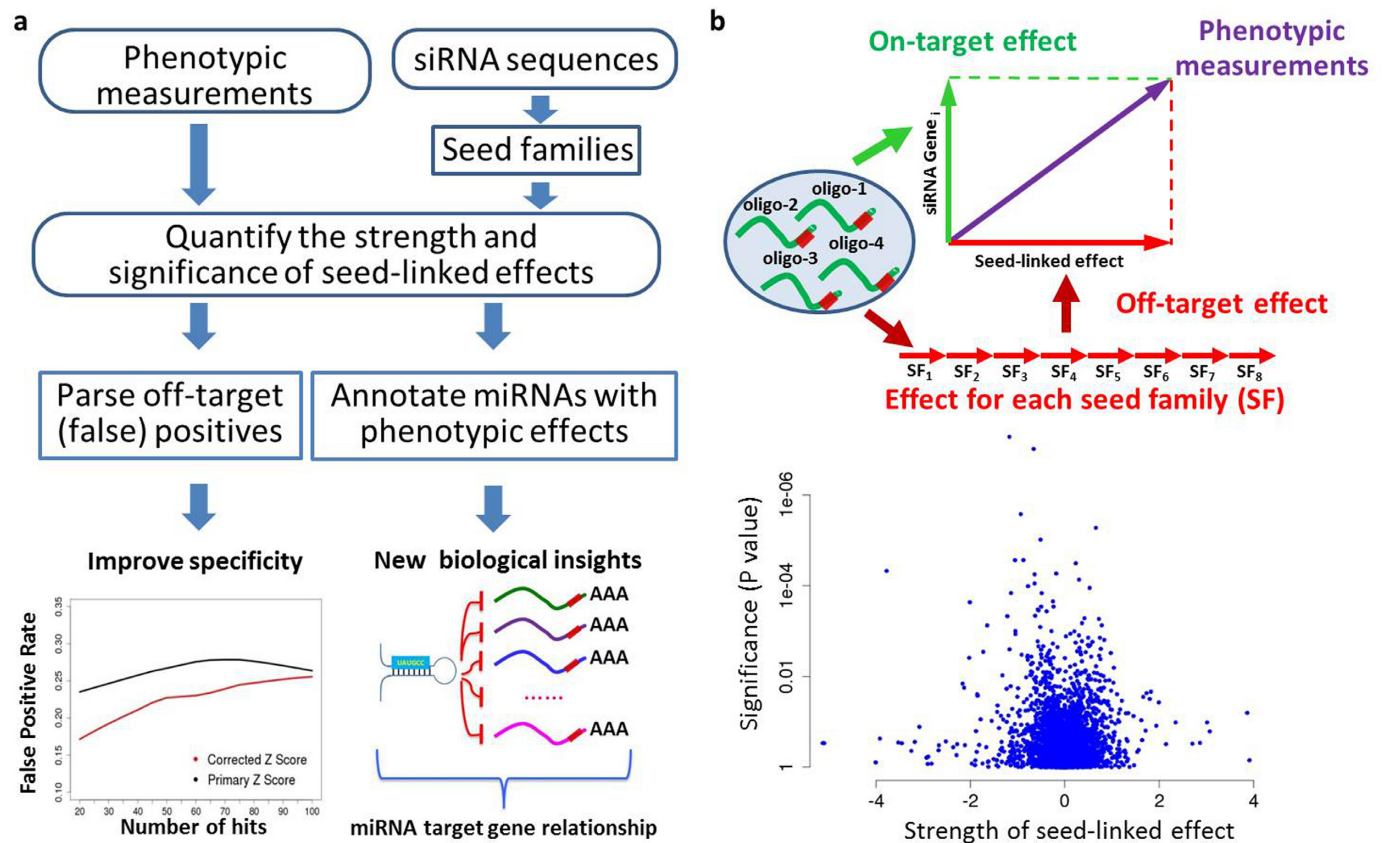 a
Phenotypic
measurements
siRNA sequences
Seed families
Quantify the strength and
significance of seed-linked effects
Parse off-target
(false) positives
Annotate miRNAs with
phenotypic effects
Improve specificity
False Positive Rate
0.35
0.30
0.25
0.20
0.15
0.10
Corrected Z Score
Primary Z Score
20 30 40 50 60 70 80 90 100
Number of hits
New biological insights
UAUGCC
AAA
AAA
AAA
......
AAA
miRNA target gene relationship
b
On-target effect
Phenotypic
measurements
siRNA Gene i
Seed-linked effect
oligo-1
oligo-2
oligo-4
oligo-3
Off-target effect
SF1 SF2 SF3 SF4 SF5 SF6 SF7 SF8
Effect for each seed family (SF)
Significance (P value)
1e-06
1e-04
0.01
1
-4 -2 0 2 4
Strength of seed-linked effect